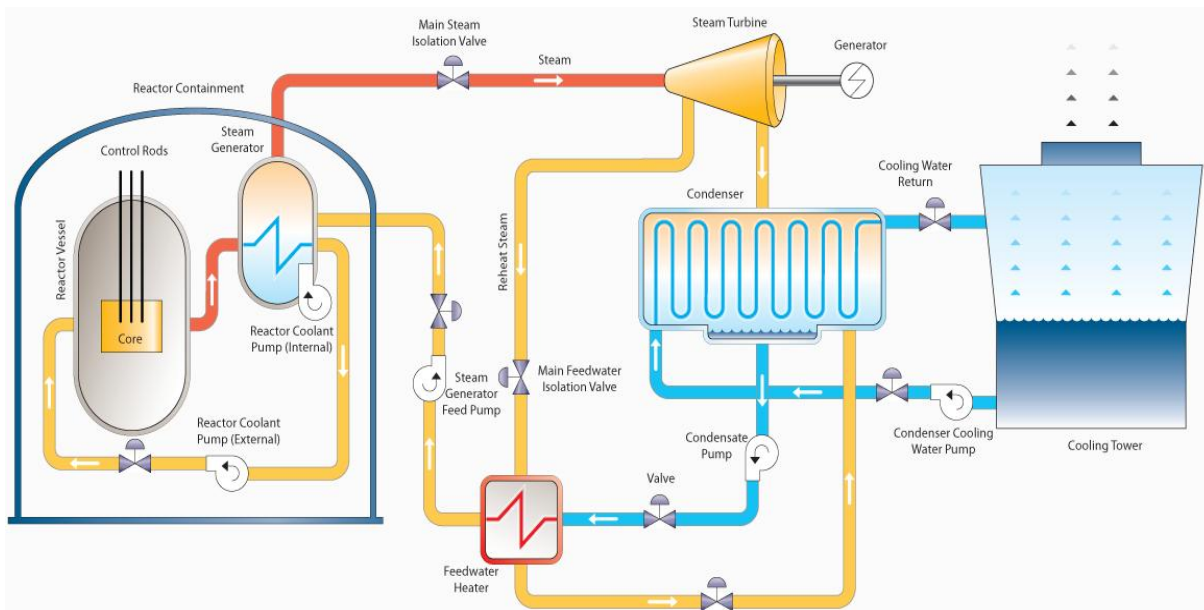 Main Steam
Isolation Valve
Steam
Steam Turbine
Generator
Reactor Containment
Steam
Generator
Control Rods
Reactor Vessel
Core
Reactor Coolant
Pump (Internal)
Reactor Coolant
Pump (External)
Steam
Generator
Feed Pump
Reheat Steam
Main Feedwater
Isolation Valve
Condenser
Cooling Water
Return
Condensate
Pump
Valve
Feedwater
Heater
Condenser Cooling
Water Pump
Cooling Tower